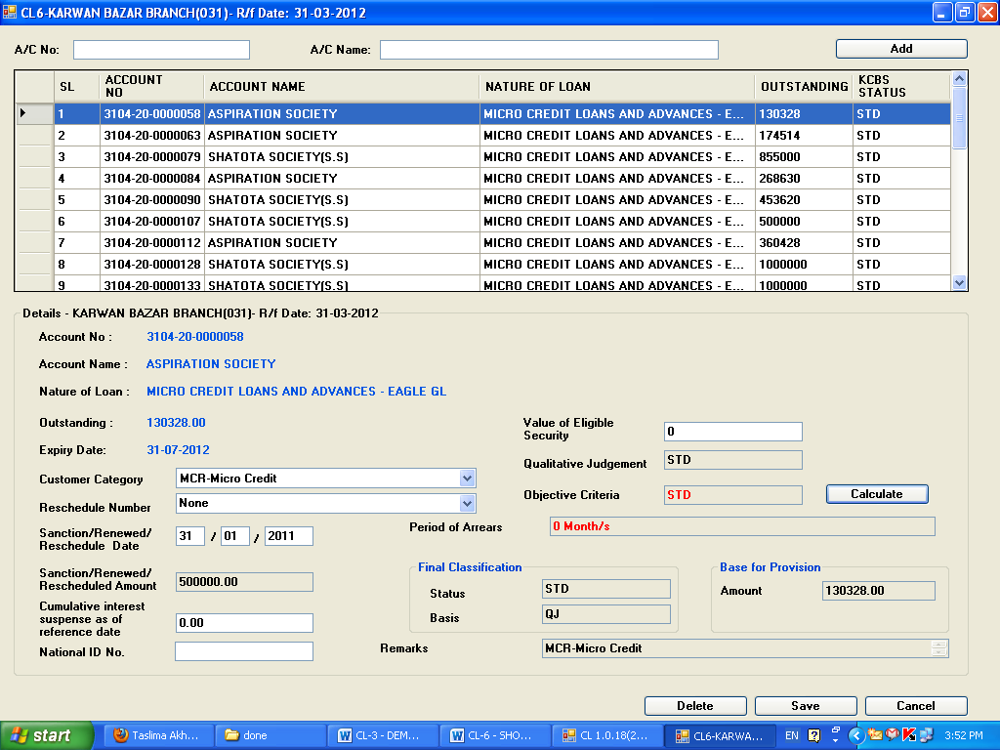 CL6-KARWAN BAZAR BRANCH(031)- R/f Date: 31-03-2012
A/C No: A/C Name: Add
SL ACCOUNT NO ACCOUNT NAME NATURE OF LOAN OUTSTANDING KCBS STATUS
1 3104-20-0000058 ASPIRATION SOCIETY MICRO CREDIT LOANS AND ADVANCES - E... 130328 STD
2 3104-20-0000063 ASPIRATION SOCIETY MICRO CREDIT LOANS AND ADVANCES - E... 174514 STD
3 3104-20-0000079 SHATOTA SOCIETY(S.S) MICRO CREDIT LOANS AND ADVANCES - E... 855000 STD
4 3104-20-0000084 ASPIRATION SOCIETY MICRO CREDIT LOANS AND ADVANCES - E... 268630 STD
5 3104-20-0000090 SHATOTA SOCIETY(S.S) MICRO CREDIT LOANS AND ADVANCES - E... 453620 STD
6 3104-20-0000107 SHATOTA SOCIETY(S.S) MICRO CREDIT LOANS AND ADVANCES - E... 500000 STD
7 3104-20-0000112 ASPIRATION SOCIETY MICRO CREDIT LOANS AND ADVANCES - E... 360428 STD
8 3104-20-0000128 SHATOTA SOCIETY(S.S) MICRO CREDIT LOANS AND ADVANCES - E... 1000000 STD
9 3104-20-0000133 SHATOTA SOCIETY(S.S) MICRO CREDIT LOANS AND ADVANCES - E... 1000000 STD
Details - KARWAN BAZAR BRANCH(031)- R/f Date: 31-03-2012
Account No : 3104-20-0000058
Account Name : ASPIRATION SOCIETY
Nature of Loan : MICRO CREDIT LOANS AND ADVANCES - EAGLE GL
Outstanding : 130328.00
Expiry Date: 31-07-2012
Customer Category MCR-Micro Credit
Reschedule Number None
Sanction/Renewed/
Reschedule Date 31 / 01 / 2011
Sanction/Renewed/
Rescheduled Amount 500000.00
Cumulative interest
suspense as of
reference date 0.00
National ID No.
Value of Eligible
Security 0
Qualitative Judgement STD
Objective Criteria STD Calculate
Period of Arrears 0 Month/s
Final Classification
Status STD
Basis QJ
Base for Provision
Amount 130328.00
Remarks MCR-Micro Credit
Delete Save Cancel
start Taslima Akh... done CL-3 - DEM... CL-6 - SHO... CL 1.0.18(2... CL6-KARWA... EN 3:52 PM